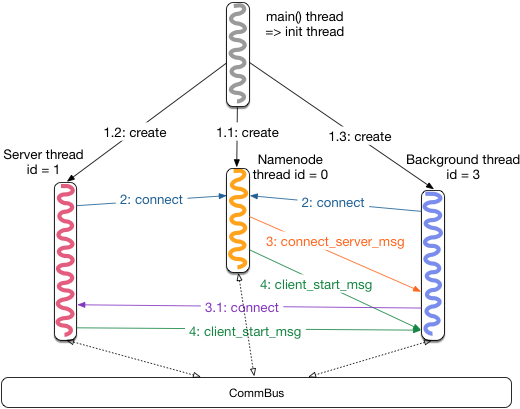 main() thread
=> init thread
1.2: create
1.1: create
1.3: create
Server thread
id = 1
Namenode
thread id = 0
Background thread
id = 3
2: connect
2: connect
3: connect_server_msg
4: client_start_msg
3.1: connect
4: client_start_msg
CommBus